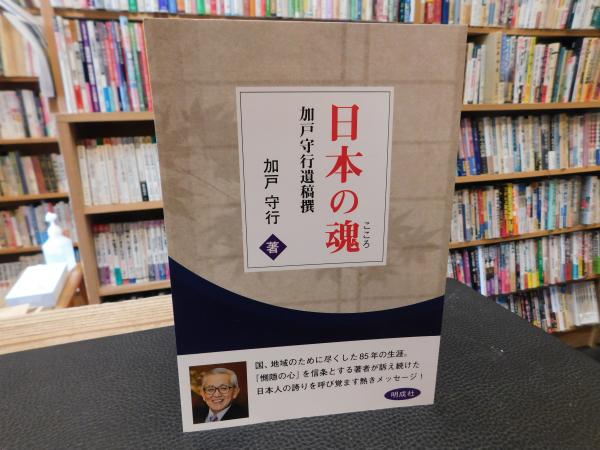 日本の魂
こころ
加戸守行遺稿撰
加戸 守行 著
国、地域のために尽くした85年の生涯。
「惻隠の心」を信条とする著者が訴え続けた
日本人の誇りを呼び覚ます熱きメッセージ!
明成社